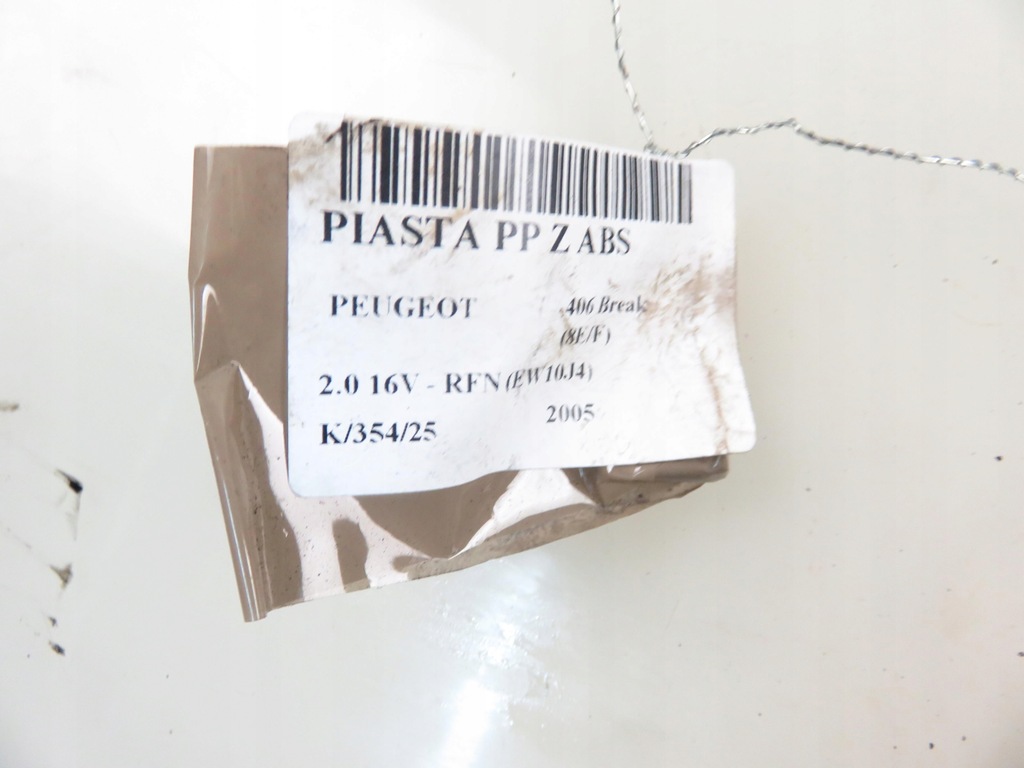 PIASTA PP Z ABS
PEUGEOT 406 Break
(8E/F)
2.0 16V - RFN (EW10J4)
2005
K/354/25